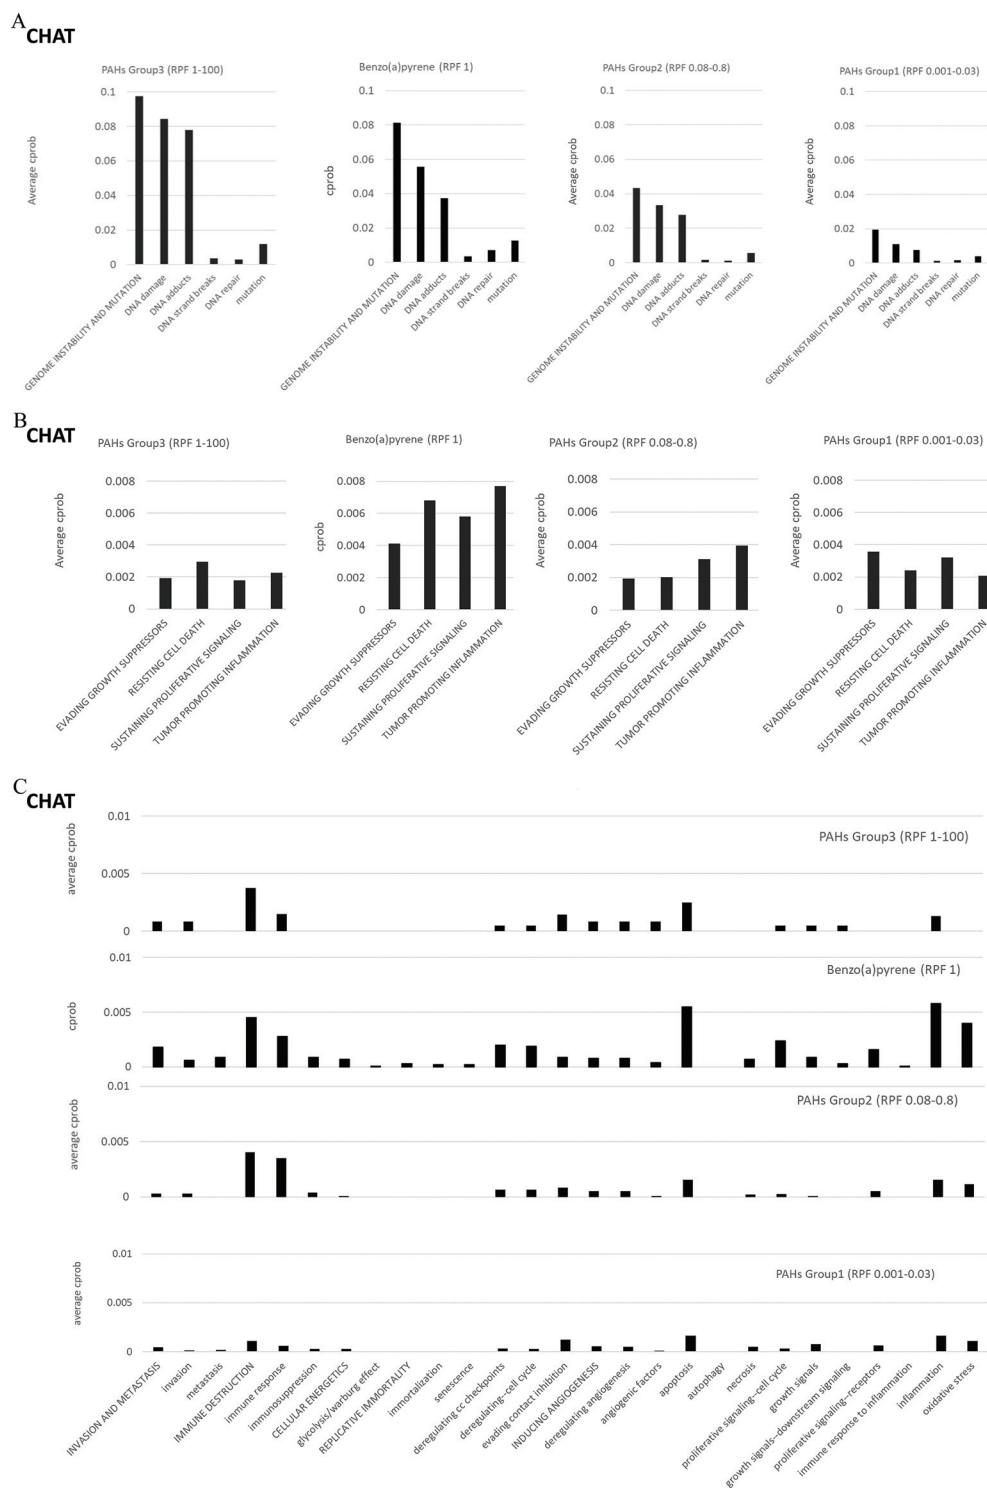 A
CHAT
PAHs Group3 (RPF 1-100)
0.1
0.08
0.06
0.04
0.02
0
Average cprob
GENOME INSTABILITY AND MUTATION
DNA damage
DNA adducts
DNA strand breaks
DNA repair
mutation
Benzo(a)pyrene (RPF 1)
0.1
0.08
0.06
0.04
0.02
0
cprob
GENOME INSTABILITY AND MUTATION
DNA damage
DNA adducts
DNA strand breaks
DNA repair
mutation
PAHs Group2 (RPF 0.08-0.8)
0.1
0.08
0.06
0.04
0.02
0
Average cprob
GENOME INSTABILITY AND MUTATION
DNA damage
DNA adducts
DNA strand breaks
DNA repair
mutation
PAHs Group1 (RPF 0.001-0.03)
0.1
0.08
0.06
0.04
0.02
0
Average cprob
GENOME INSTABILITY AND MUTATION
DNA damage
DNA adducts
DNA strand breaks
DNA repair
mutation
B
CHAT
PAHs Group3 (RPF 1-100)
0.008
0.006
0.004
0.002
0
Average cprob
EVADING GROWTH SUPPRESSORS
RESISTING CELL DEATH
SUSTAINING PROLIFERATIVE SIGNALING
TUMOR PROMOTING INFLAMMATION
Benzo(a)pyrene (RPF 1)
0.008
0.006
0.004
0.002
0
cprob
EVADING GROWTH SUPPRESSORS
RESISTING CELL DEATH
SUSTAINING PROLIFERATIVE SIGNALING
TUMOR PROMOTING INFLAMMATION
PAHs Group2 (RPF 0.08-0.8)
0.008
0.006
0.004
0.002
0
Average cprob
EVADING GROWTH SUPPRESSORS
RESISTING CELL DEATH
SUSTAINING PROLIFERATIVE SIGNALING
TUMOR PROMOTING INFLAMMATION
PAHs Group1 (RPF 0.001-0.03)
0.008
0.006
0.004
0.002
0
Average cprob
EVADING GROWTH SUPPRESSORS
RESISTING CELL DEATH
SUSTAINING PROLIFERATIVE SIGNALING
TUMOR PROMOTING INFLAMMATION
C
CHAT
0.01
PAHs Group3 (RPF 1-100)
0.005
0
average cprob
0.01
Benzo(a)pyrene (RPF 1)
0.005
0
cprob
0.01
PAHs Group2 (RPF 0.08-0.8)
0.005
0
average cprob
0.01
PAHs Group1 (RPF 0.001-0.03)
0.005
0
average cprob
INVASION AND METASTASIS
invasion
metastasis
IMMUNE DESTRUCTION
immune response
immunosuppression
CELLULAR ENERGETICS
glycolysis/warburg effect
REPLICATIVE IMMORTALITY
immortalization
senescence
deregulating cc checkpoints
deregulating--cell cycle
evading contact inhibition
INDUCING ANGIOGENESIS
deregulating angiogenesis
angiogenic factors
apoptosis
autophagy
necrosis
proliferative signaling--cell cycle
growth signals
growth signals--downstream signaling
proliferative signaling--receptors
immune response to inflammation
inflammation
oxidative stress